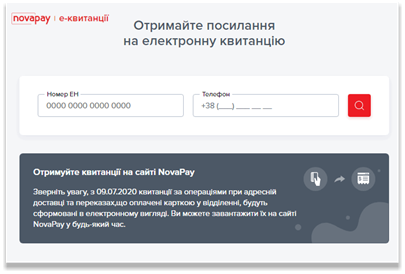 novapay | е-квитанції
Отримайте посилання
на електронну квитанцію
Номер ЕН
0000 0000 0000 0000
Телефон
+38 (___) ___ __ __
Отримуйте квитанції на сайті NovaPay
Зверніть увагу, з 09.07.2020 квитанції за операціями при адресній
доставці та переказах,що оплачені карткою у відділенні, будуть
сформовані в електронному вигляді. Ви можете завантажити їх на сайті
NovaPay у будь-який час.